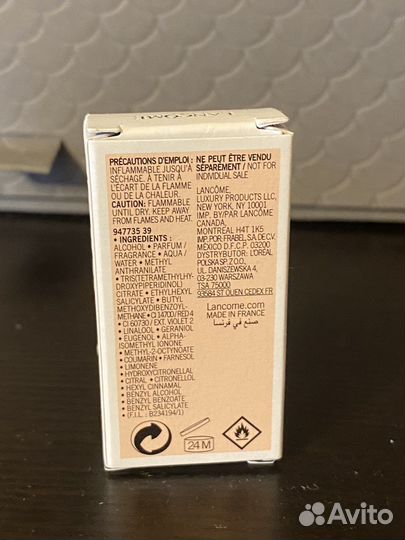 LANCÔME
PRÉCAUTIONS D'EMPLOI :
INFLAMMABLE JUSQU'À
SÉCHAGE. À TENIR À
L'ÉCART DE LA FLAMME
OU DE LA CHALEUR.
CAUTION: FLAMMABLE
UNTIL DRY. KEEP AWAY
FROM FLAMES AND HEAT.
947735 39
• INGREDIENTS :
ALCOHOL • PARFUM /
FRAGRANCE • AQUA /
WATER • METHYL
ANTHRANILATE
• TRIS(TETRAMETHYLHY-
DROXYPIPERIDINOL)
CITRATE • ETHYLHEXYL
SALICYLATE • BUTYL
METHOXYDIBENZOYL-
METHANE • CI 14700 / RED 4
• CI 60730 / EXT. VIOLET 2
• LINALOOL • GERANIOL
• EUGENOL • ALPHA-
ISOMETHYL IONONE
• METHYL-2-OCTYNOATE
• COUMARIN • FARNESOL
• LIMONENE
• HYDROXYCITRONELLAL
• CITRAL • CITRONELLOL
• HEXYL CINNAMAL
• BENZYL ALCOHOL
• BENZYL BENZOATE
• BENZYL SALICYLATE
• (F.I.L. : B234194/1)
NE PEUT ÊTRE VENDU
SÉPARÉMENT / NOT FOR
INDIVIDUAL SALE
LANCÔME,
LUXURY PRODUCTS LLC,
NEW YORK, NY 10001
IMP. BY/PAR LANCÔME
CANADA,
MONTREAL H4T 1K5
IMP.POR: FRABEL, S.A. DE C.V.
MÉXICO D.F. C.P. 03200
DYSTRYBUTOR: L'ORÉAL
POLSKA SP. Z O.O,
UL. DANISZEWSKA 4,
03-230 WARSZAWA
TSA 75000
93584 ST OUEN CEDEX FR
Lancome.com
MADE IN FRANCE
صنع في فرنسا
24 M
Avito